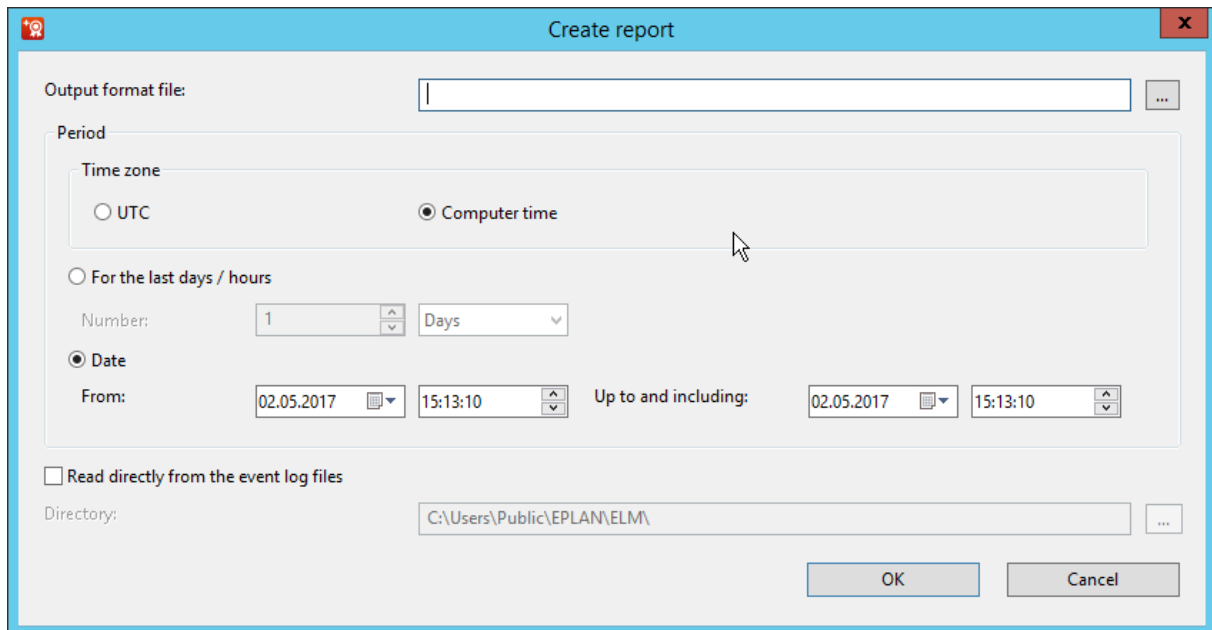 Create report
x
Output format file:
...
Period
Time zone
UTC
Computer time
For the last days / hours
Number:
1
Days
Date
From:
02.05.2017
15:13:10
Up to and including:
02.05.2017
15:13:10
Read directly from the event log files
Directory:
C:\Users\Public\EPLAN\ELM\
...
OK
Cancel